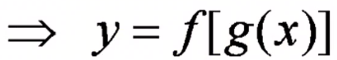 ⇒ y = f[g(x)]